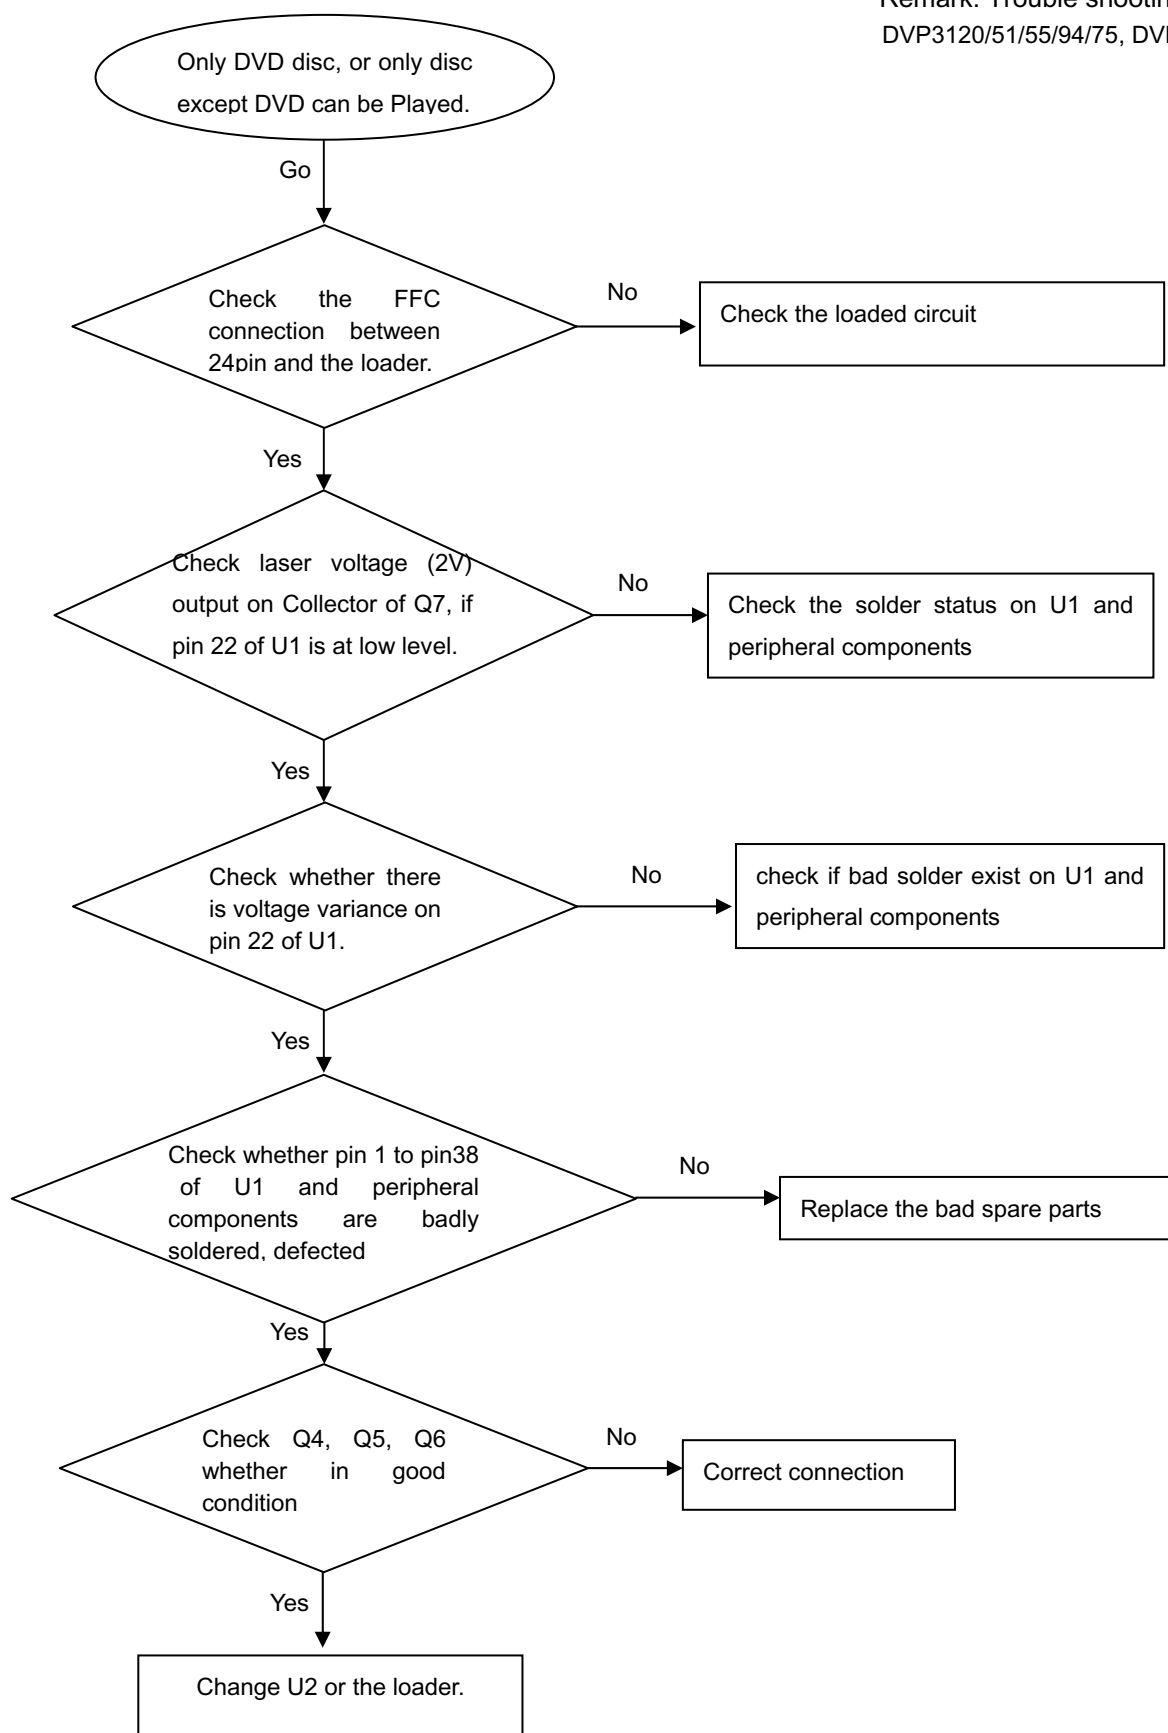 Remark: Trouble shootin
DVP3120/51/55/94/75, DV
Only DVD disc, or only disc
except DVD can be Played.
Go
Check the FFC
connection between
24pin and the loader.
No
Check the loaded circuit
Yes
Check laser voltage (2V)
output on Collector of Q7, if
pin 22 of U1 is at low level.
No
Check the solder status on U1 and
peripheral components
Yes
Check whether there
is voltage variance on
pin 22 of U1.
No
check if bad solder exist on U1 and
peripheral components
Yes
Check whether pin 1 to pin38
of U1 and peripheral
components are badly
soldered, defected
No
Replace the bad spare parts
Yes
Check Q4, Q5, Q6
whether in good
condition
No
Correct connection
Yes
Change U2 or the loader.